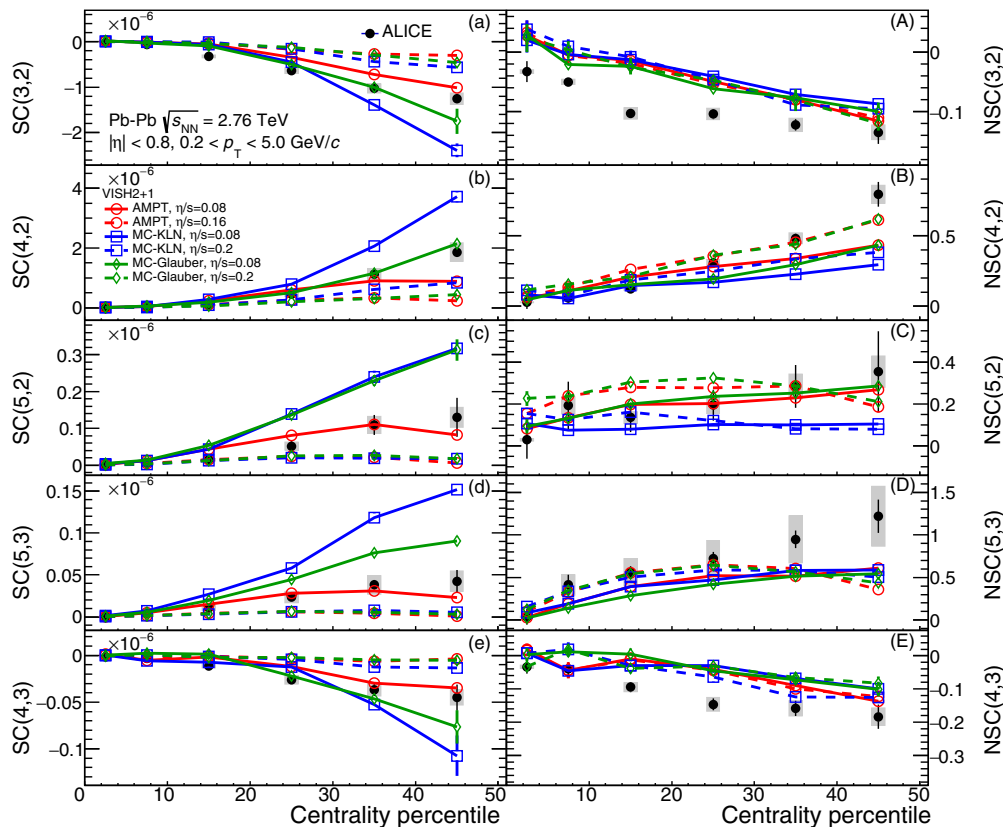 ×10⁻⁶
(a)
ALICE
Pb-Pb √sNN = 2.76 TeV
|η| < 0.8, 0.2 < pT < 5.0 GeV/c
SC(3,2)
0
−1
−2
(A)
NSC(3,2)
0
−0.1
×10⁻⁶
(b)
VISH2+1
AMPT, η/s=0.08
AMPT, η/s=0.16
MC-KLN, η/s=0.08
MC-KLN, η/s=0.2
MC-Glauber, η/s=0.08
MC-Glauber, η/s=0.2
SC(4,2)
4
2
0
(B)
NSC(4,2)
0.5
0
×10⁻⁶
(c)
SC(5,2)
0.3
0.2
0.1
0
(C)
NSC(5,2)
0.4
0.2
0
×10⁻⁶
(d)
SC(5,3)
0.15
0.1
0.05
0
(D)
NSC(5,3)
1.5
1
0.5
0
×10⁻⁶
(e)
SC(4,3)
0
−0.05
−0.1
(E)
NSC(4,3)
0
−0.1
−0.2
−0.3
0 10 20 30 40 50
Centrality percentile
10 20 30 40 50
Centrality percentile